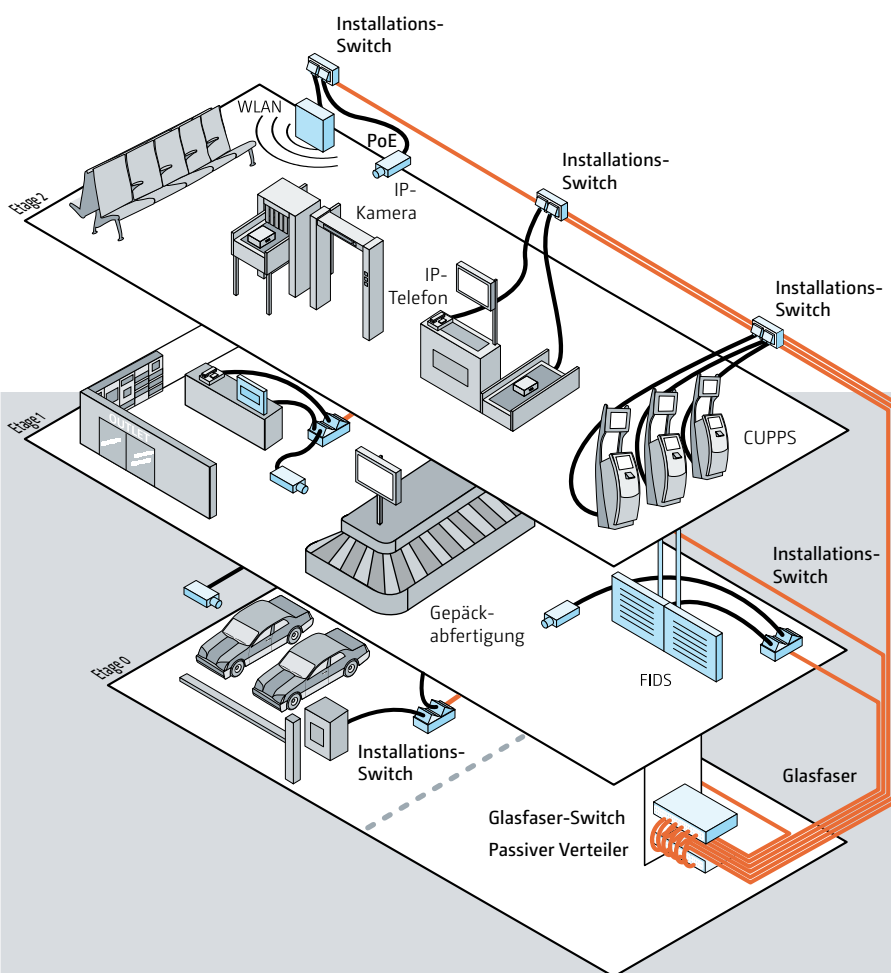 Installations-
Switch
WLAN
PoE
IP-
Kamera
Installations-
Switch
Etage 2
IP-
Telefon
Installations-
Switch
CUPPS
Etage 1
OUTLET
Installations-
Switch
Gepäck-
abfertigung
FIDS
Etage 0
Installations-
Switch
Glasfaser
Glasfaser-Switch
Passiver Verteiler